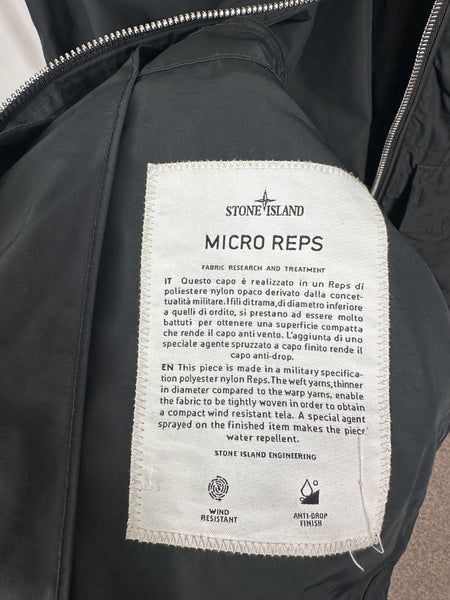 STONE ISLAND
MICRO REPS
FABRIC RESEARCH AND TREATMENT
IT Questo capo è realizzato in un Reps di
poliestere nylon opaco derivato dalla concet-
tualità militare. I fili di trama, di diametro inferiore
a quelli di ordito, si prestano ad essere molto
battuti per ottenere una superficie compatta
che rende il capo anti vento. L'aggiunta di uno
speciale agente spruzzato a capo finito rende il
capo anti-drop.
EN This piece is made in a military specifica-
tion polyester nylon Reps. The weft yarns, thinner
in diameter compared to the warp yarns, enable
the fabric to be tightly woven in order to obtain
a compact wind resistant tela. A special agent
sprayed on the finished item makes the piece
water repellent.
STONE ISLAND ENGINEERING
WIND
RESISTANT
ANTI-DROP
FINISH